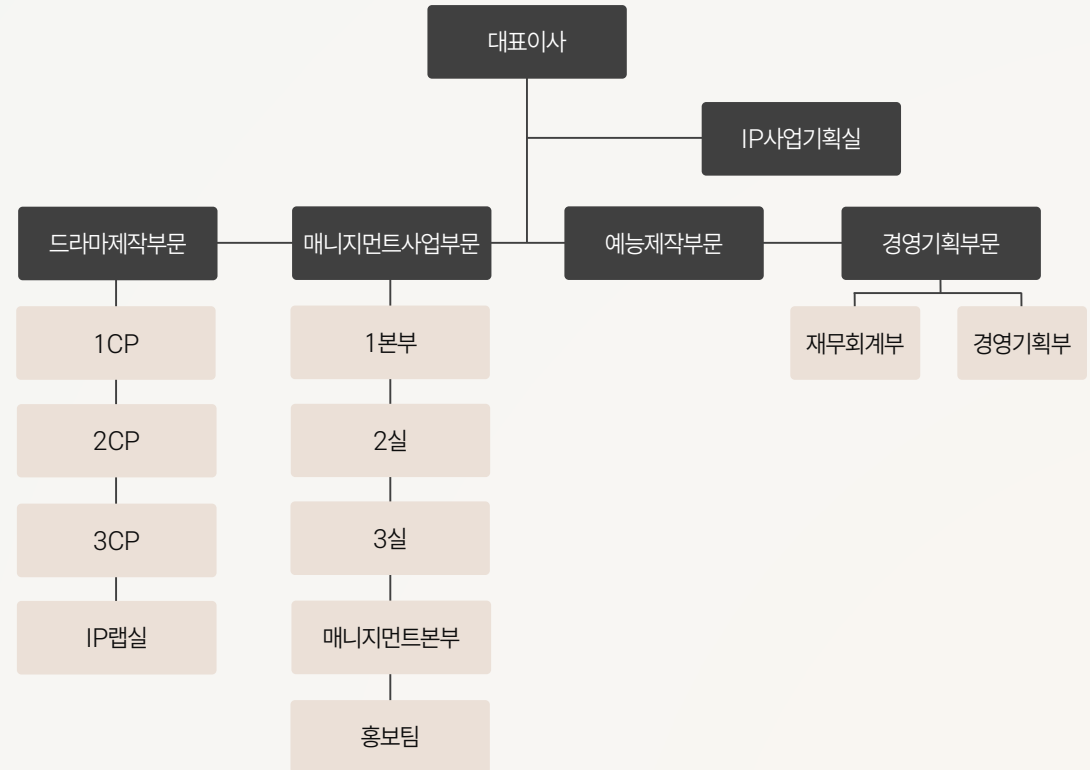 대표이사
IP사업기획실
드라마제작부문
매니지먼트사업부문
예능제작부문
경영기획부문
1CP
1본부
재무회계부
경영기획부
2CP
2실
3CP
3실
IP랩실
매니지먼트본부
홍보팀